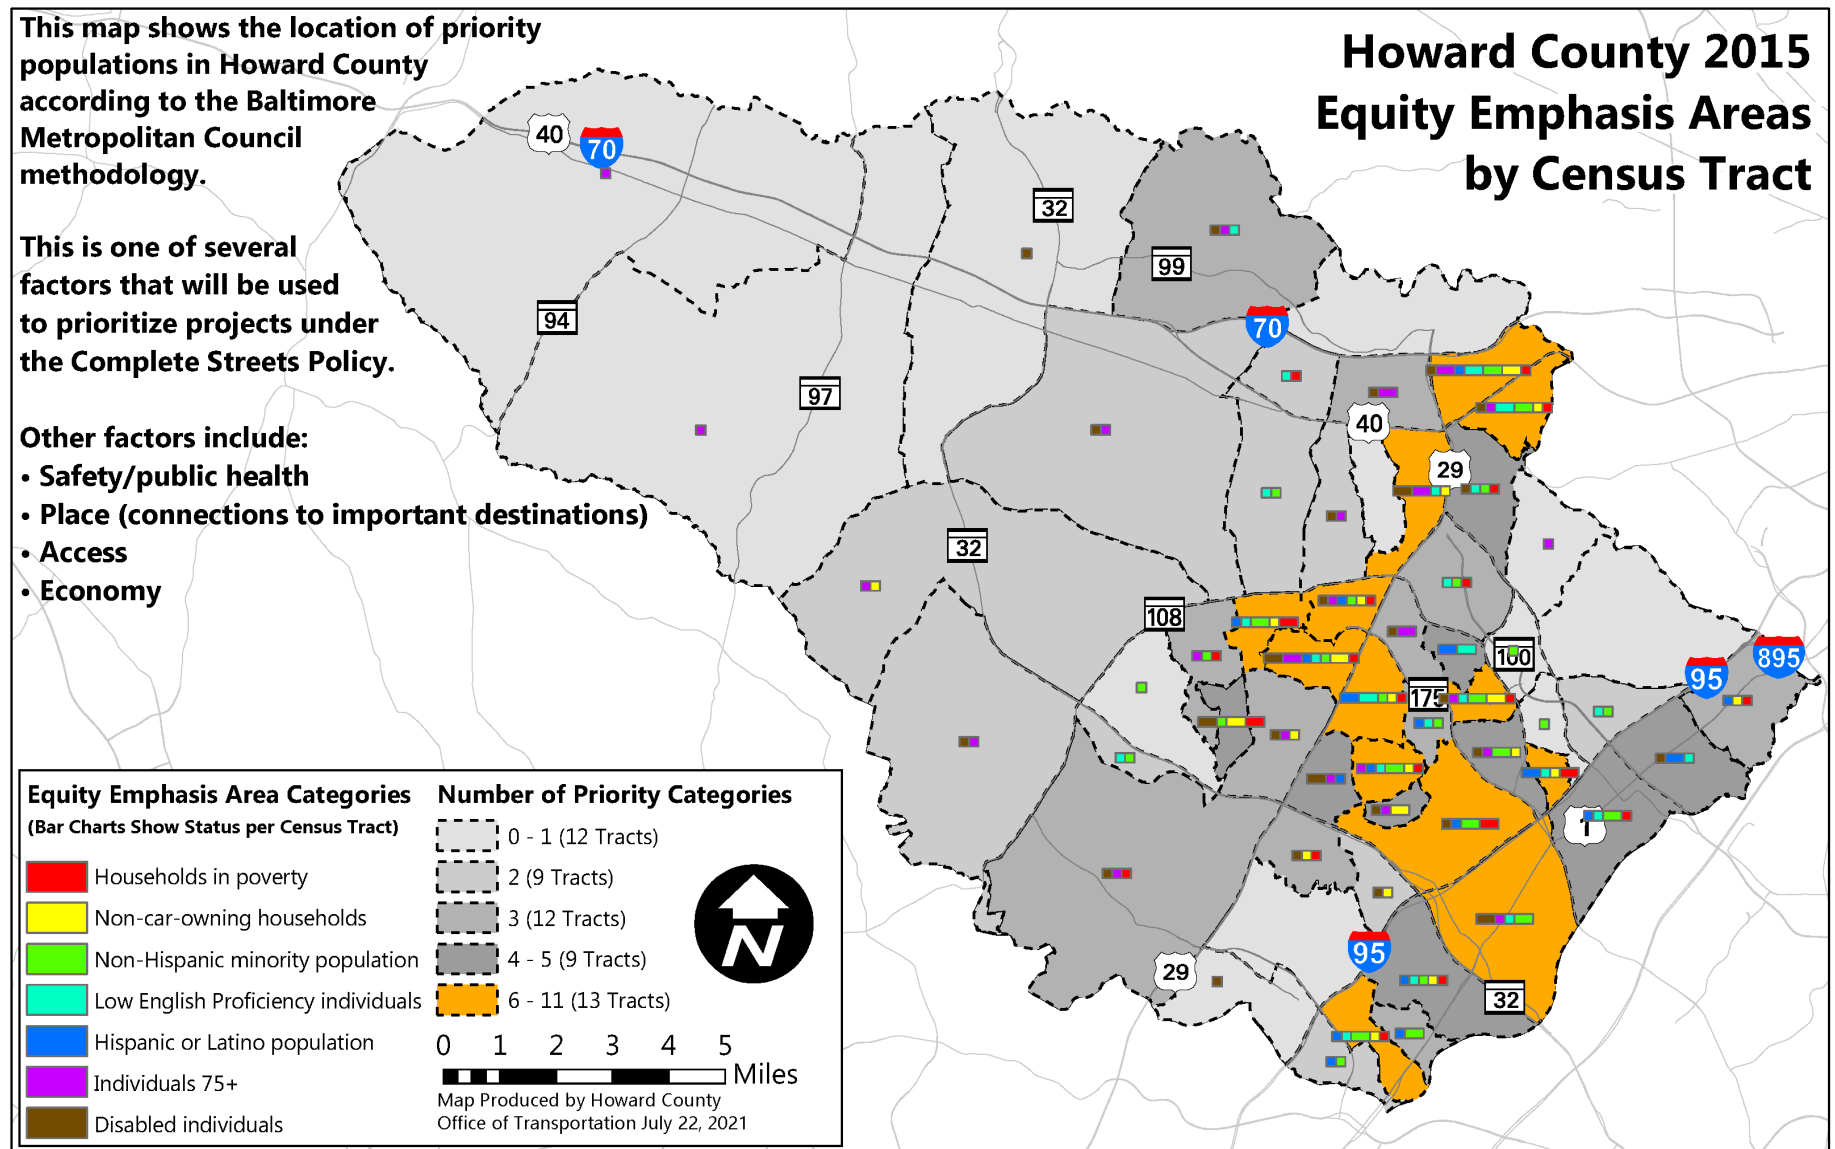 This map shows the location of priority
populations in Howard County
according to the Baltimore
Metropolitan Council
methodology.
This is one of several
factors that will be used
to prioritize projects under
the Complete Streets Policy.
Other factors include:
• Safety/public health
• Place (connections to important destinations)
• Access
• Economy
Howard County 2015
Equity Emphasis Areas
by Census Tract
40
70
32
99
94
70
97
40
29
32
108
100
895
95
175
1
95
29
32
Equity Emphasis Area Categories
(Bar Charts Show Status per Census Tract)
Households in poverty
Non-car-owning households
Non-Hispanic minority population
Low English Proficiency individuals
Hispanic or Latino population
Individuals 75+
Disabled individuals
Number of Priority Categories
0 - 1 (12 Tracts)
2 (9 Tracts)
3 (12 Tracts)
4 - 5 (9 Tracts)
6 - 11 (13 Tracts)
N
0 1 2 3 4 5
Miles
Map Produced by Howard County
Office of Transportation July 22, 2021